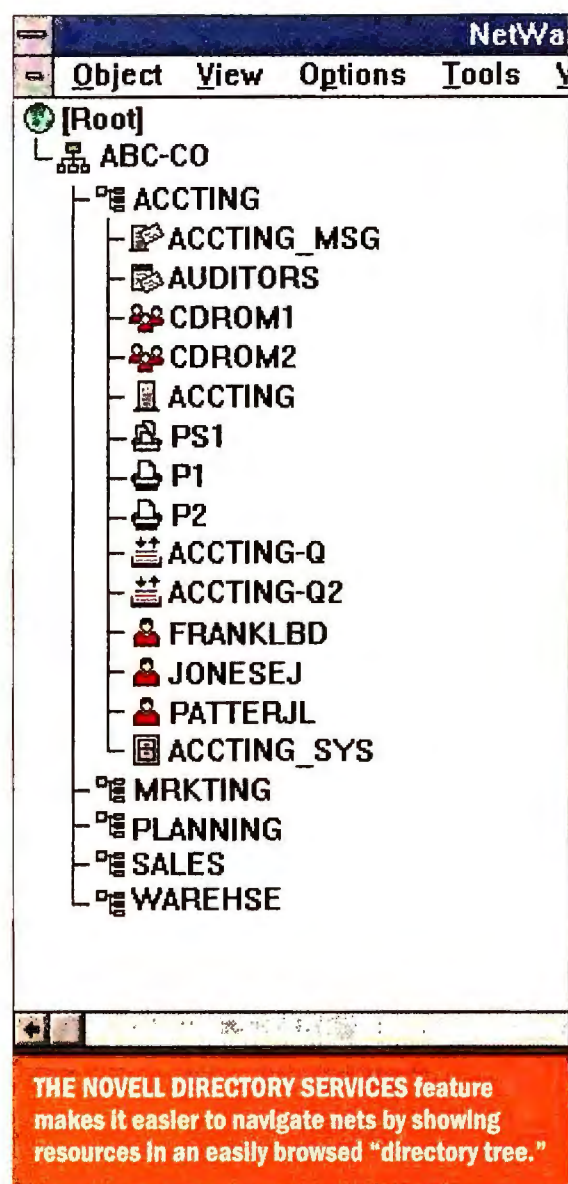 NetWa
Object View Options Tools
[Root]
ABC-CO
ACCTING
ACCTING_MSG
AUDITORS
CDROM1
CDROM2
ACCTING
PS1
P1
P2
ACCTING-Q
ACCTING-Q2
FRANKLBD
JONESEJ
PATTERJL
ACCTING_SYS
MRKTING
PLANNING
SALES
WAREHSE
THE NOVELL DIRECTORY SERVICES feature
makes it easier to navigate nets by showing
resources in an easily browsed “directory tree.”